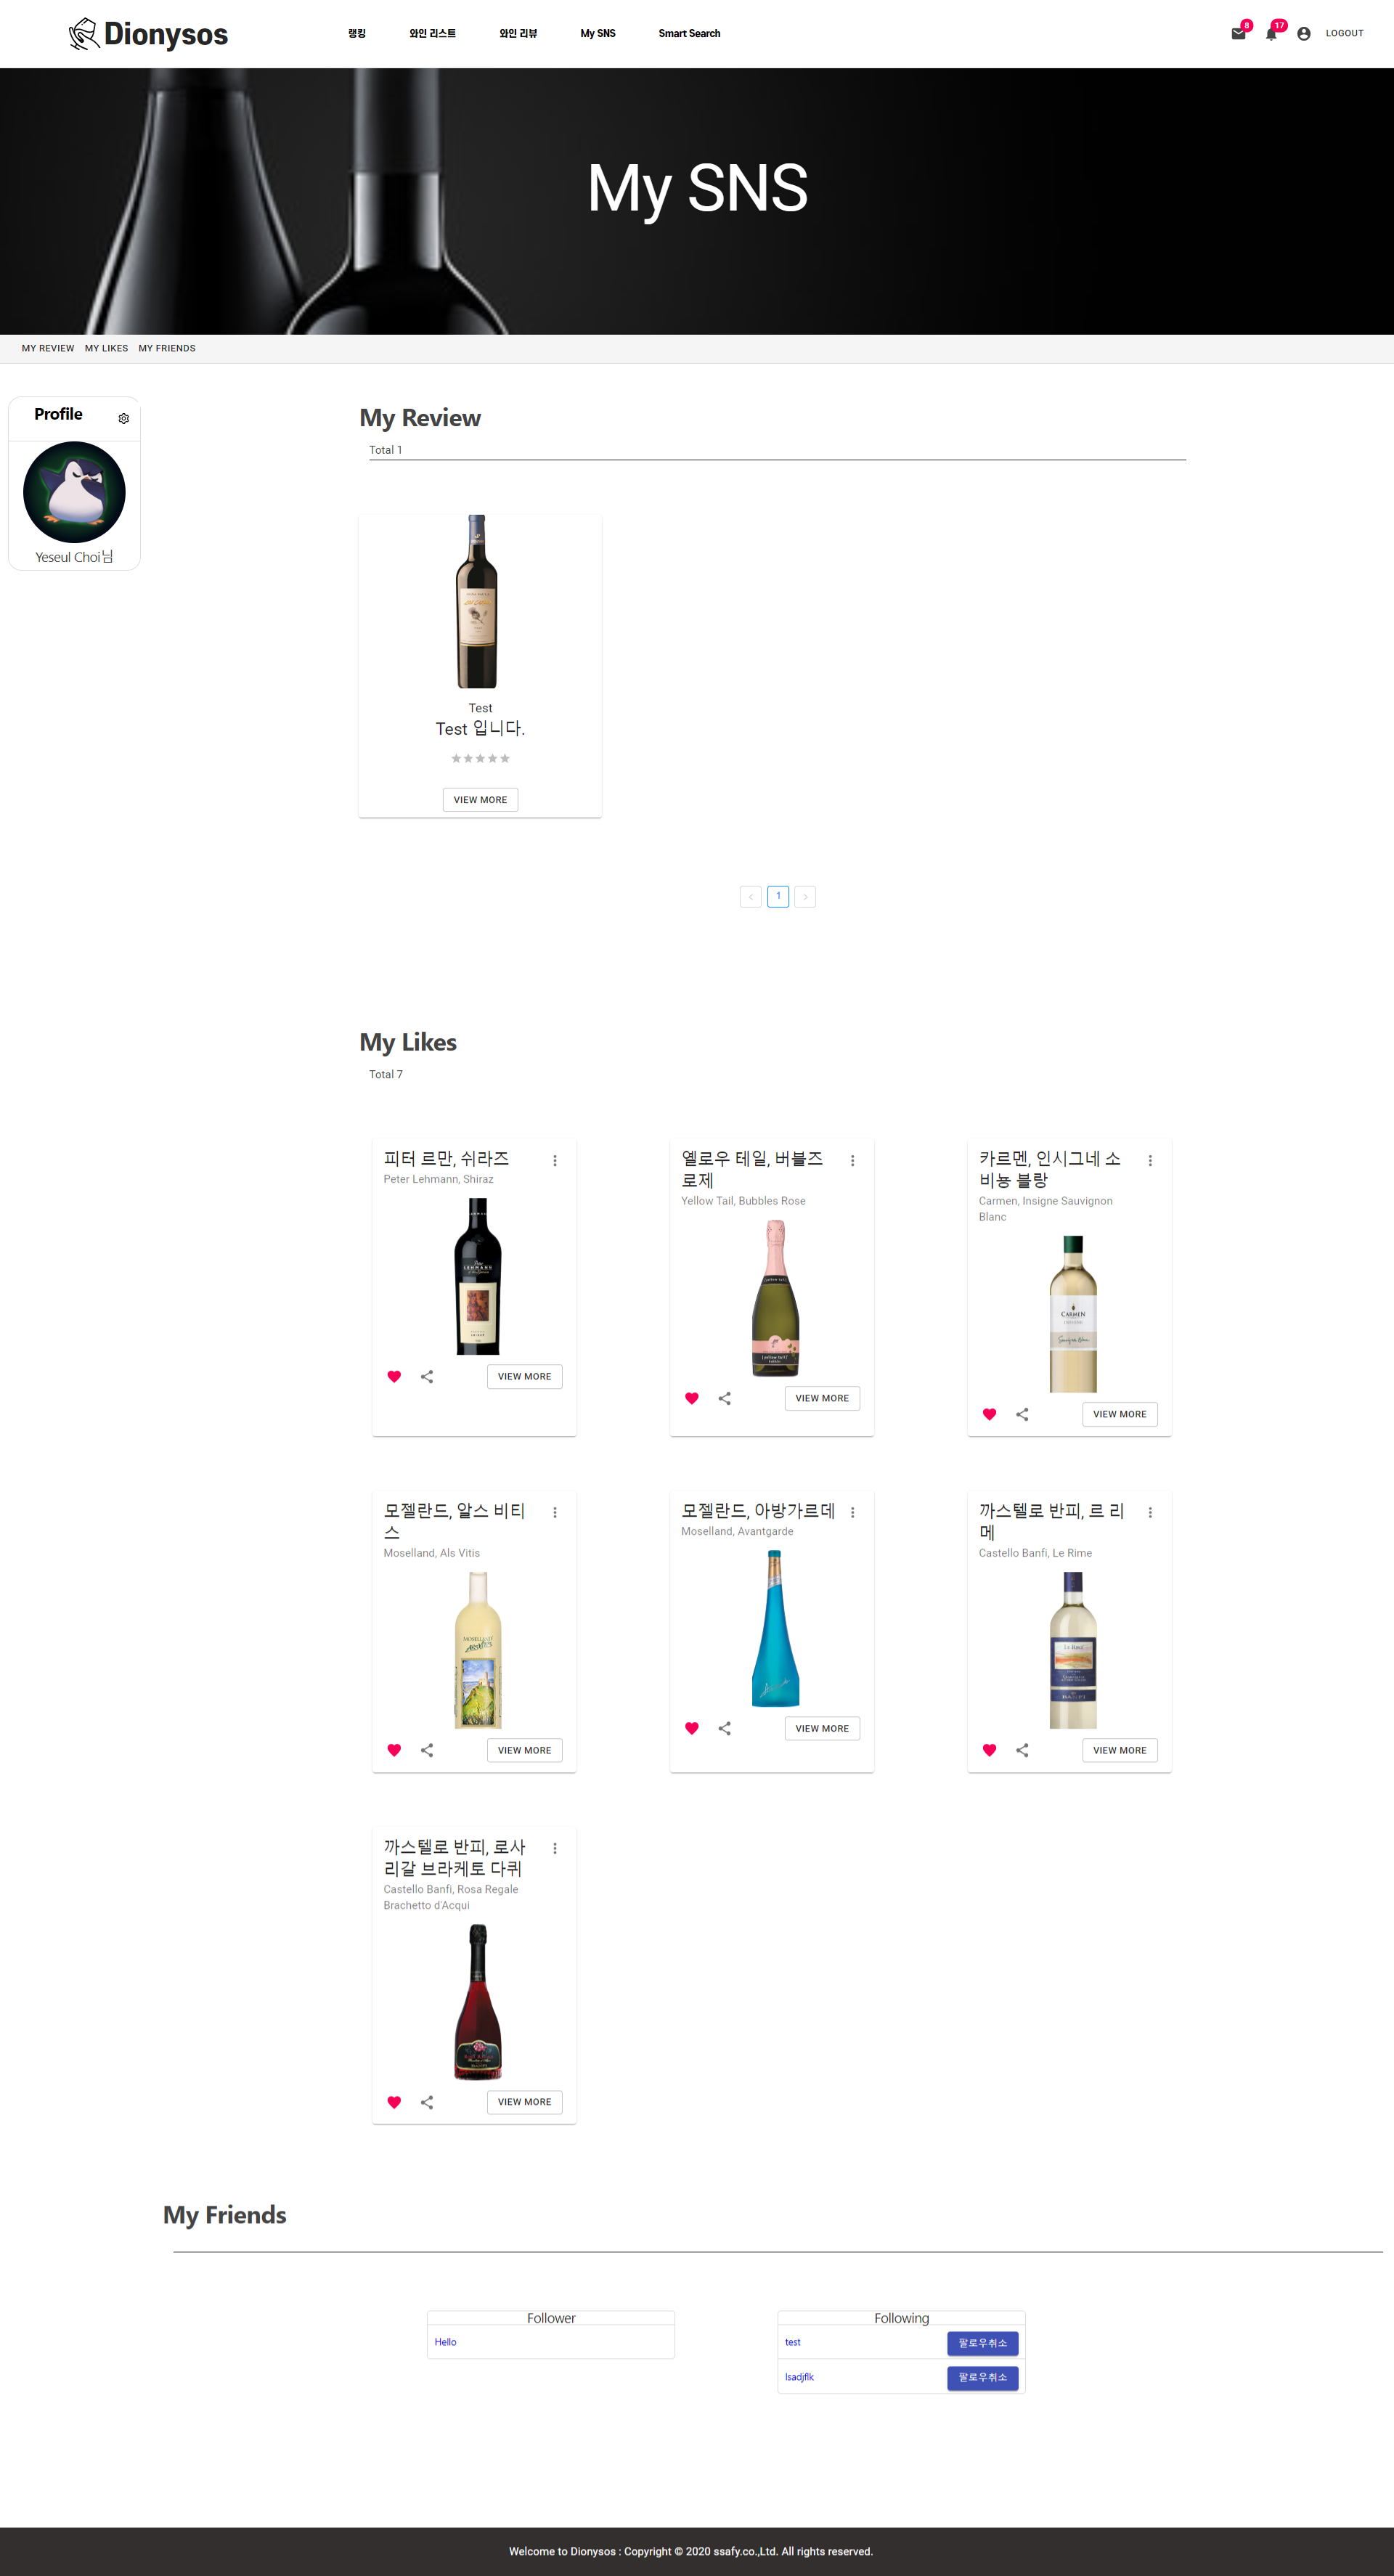 Dionysos
랭킹
와인 리스트
와인 리뷰
My SNS
Smart Search
8
17
LOGOUT
My SNS
MY REVIEW
MY LIKES
MY FRIENDS
Profile
Yeseul Choi님
My Review
Total 1
Test
Test 입니다.
VIEW MORE
<
1
>
My Likes
Total 7
피터 르만, 쉬라즈
Peter Lehmann, Shiraz
LEHMANN
VIEW MORE
옐로우 테일, 버블즈
로제
Yellow Tail, Bubbles Rose
[yellow tail]
VIEW MORE
카르멘, 인시그네 소
비뇽 블랑
Carmen, Insigne Sauvignon
Blanc
CARMEN
Sauvignon Blanc
VIEW MORE
모젤란드, 알스 비티
스
Moselland, Als Vitis
MOSELLAND
VIEW MORE
모젤란드, 아방가르데
Moselland, Avantgarde
VIEW MORE
까스텔로 반피, 르 리
메
Castello Banfi, Le Rime
LE RIME
BANFI
VIEW MORE
까스텔로 반피, 로사
리갈 브라케토 다퀴
Castello Banfi, Rosa Regale
Brachetto d'Acqui
VIEW MORE
My Friends
Follower
Hello
Following
test
팔로우취소
lsadjflk
팔로우취소
Welcome to Dionysos : Copyright © 2020 ssafy.co.,Ltd. All rights reserved.